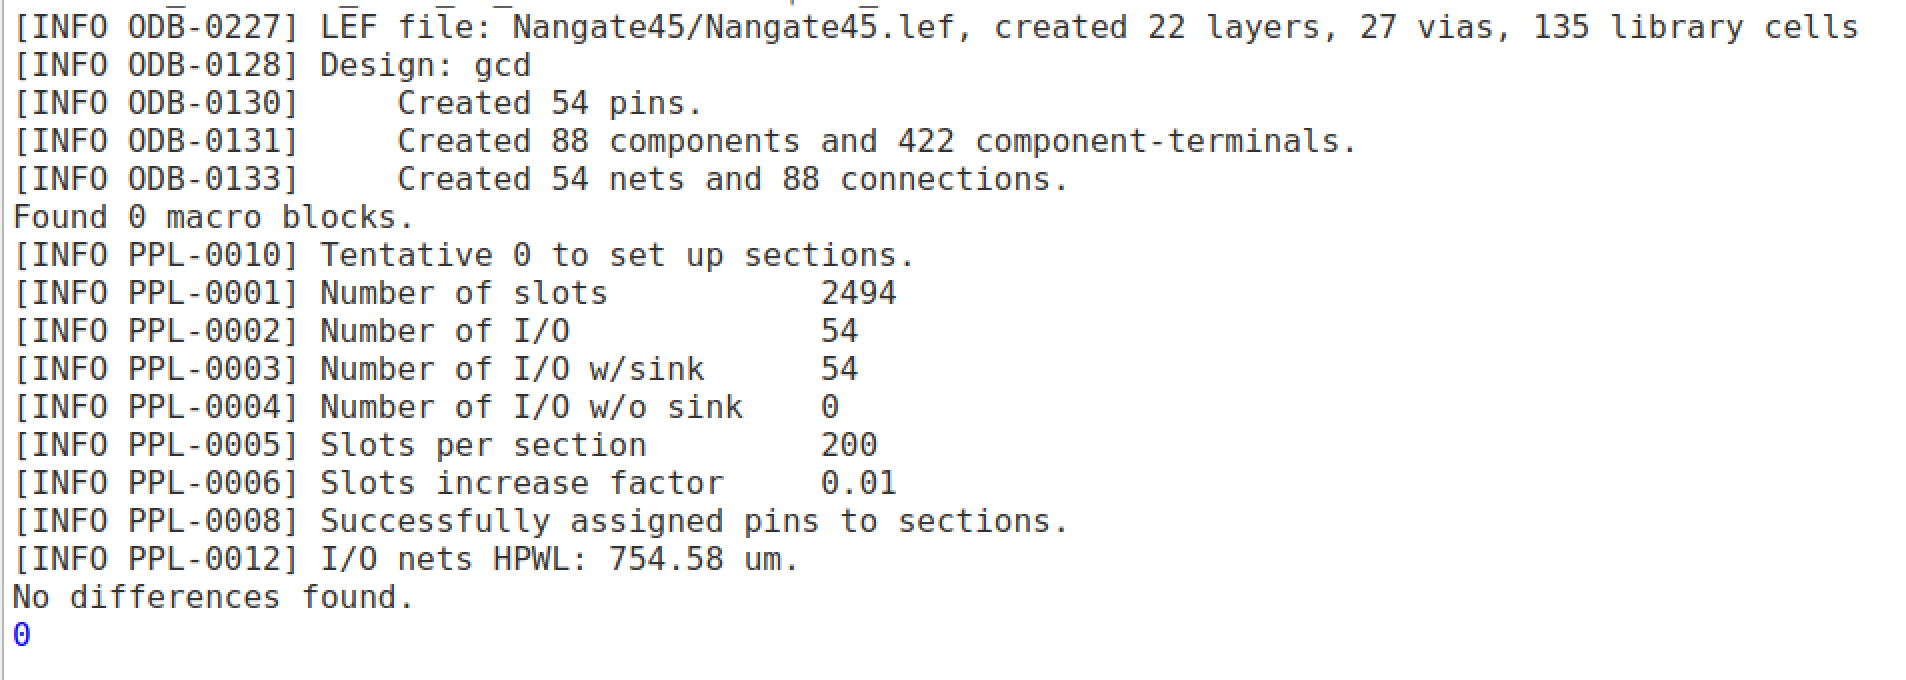 [INFO ODB-0227] LEF file: Nangate45/Nangate45.lef, created 22 layers, 27 vias, 135 library cells
[INFO ODB-0128] Design: gcd
[INFO ODB-0130]     Created 54 pins.
[INFO ODB-0131]     Created 88 components and 422 component-terminals.
[INFO ODB-0133]     Created 54 nets and 88 connections.
Found 0 macro blocks.
[INFO PPL-0010] Tentative 0 to set up sections.
[INFO PPL-0001] Number of slots           2494
[INFO PPL-0002] Number of I/O             54
[INFO PPL-0003] Number of I/O w/sink      54
[INFO PPL-0004] Number of I/O w/o sink    0
[INFO PPL-0005] Slots per section         200
[INFO PPL-0006] Slots increase factor     0.01
[INFO PPL-0008] Successfully assigned pins to sections.
[INFO PPL-0012] I/O nets HPWL: 754.58 um.
No differences found.
0